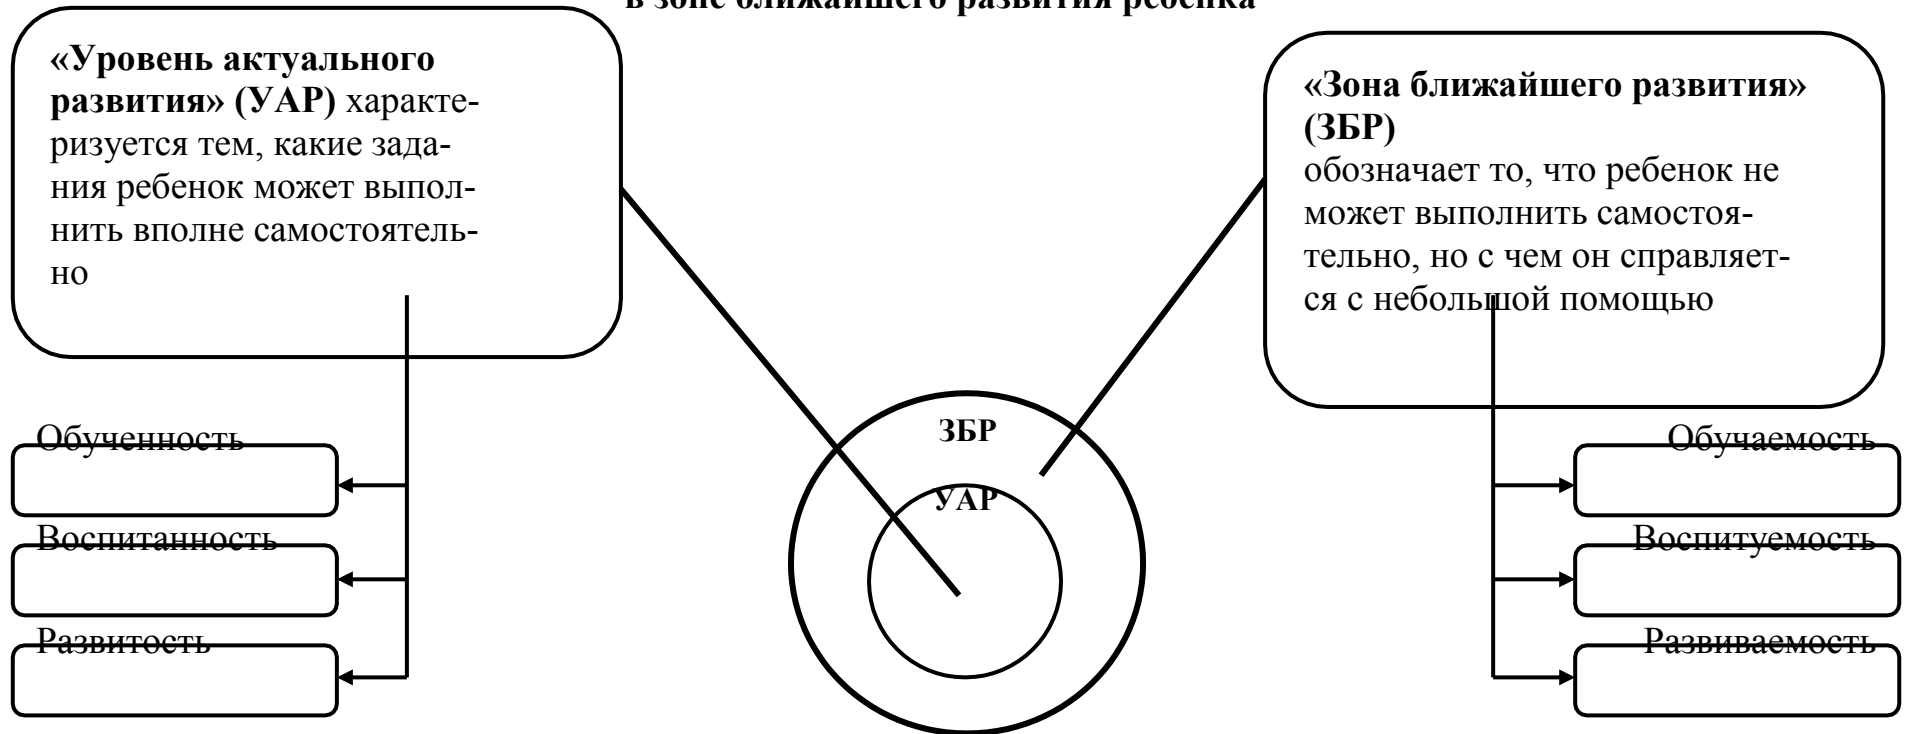 в зоне ближайшего развития ребенка
«Уровень актуального
развития» (УАР) характе-
ризуется тем, какие зада-
ния ребенок может выпол-
нить вполне самостоятель-
но
«Зона ближайшего развития»
(ЗБР)
обозначает то, что ребенок не
может выполнить самостоя-
тельно, но с чем он справляет-
ся с небольшой помощью
ЗБР
УАР
Обученность
Воспитанность
Развитость
Обучаемость
Воспитуемость
Развиваемость